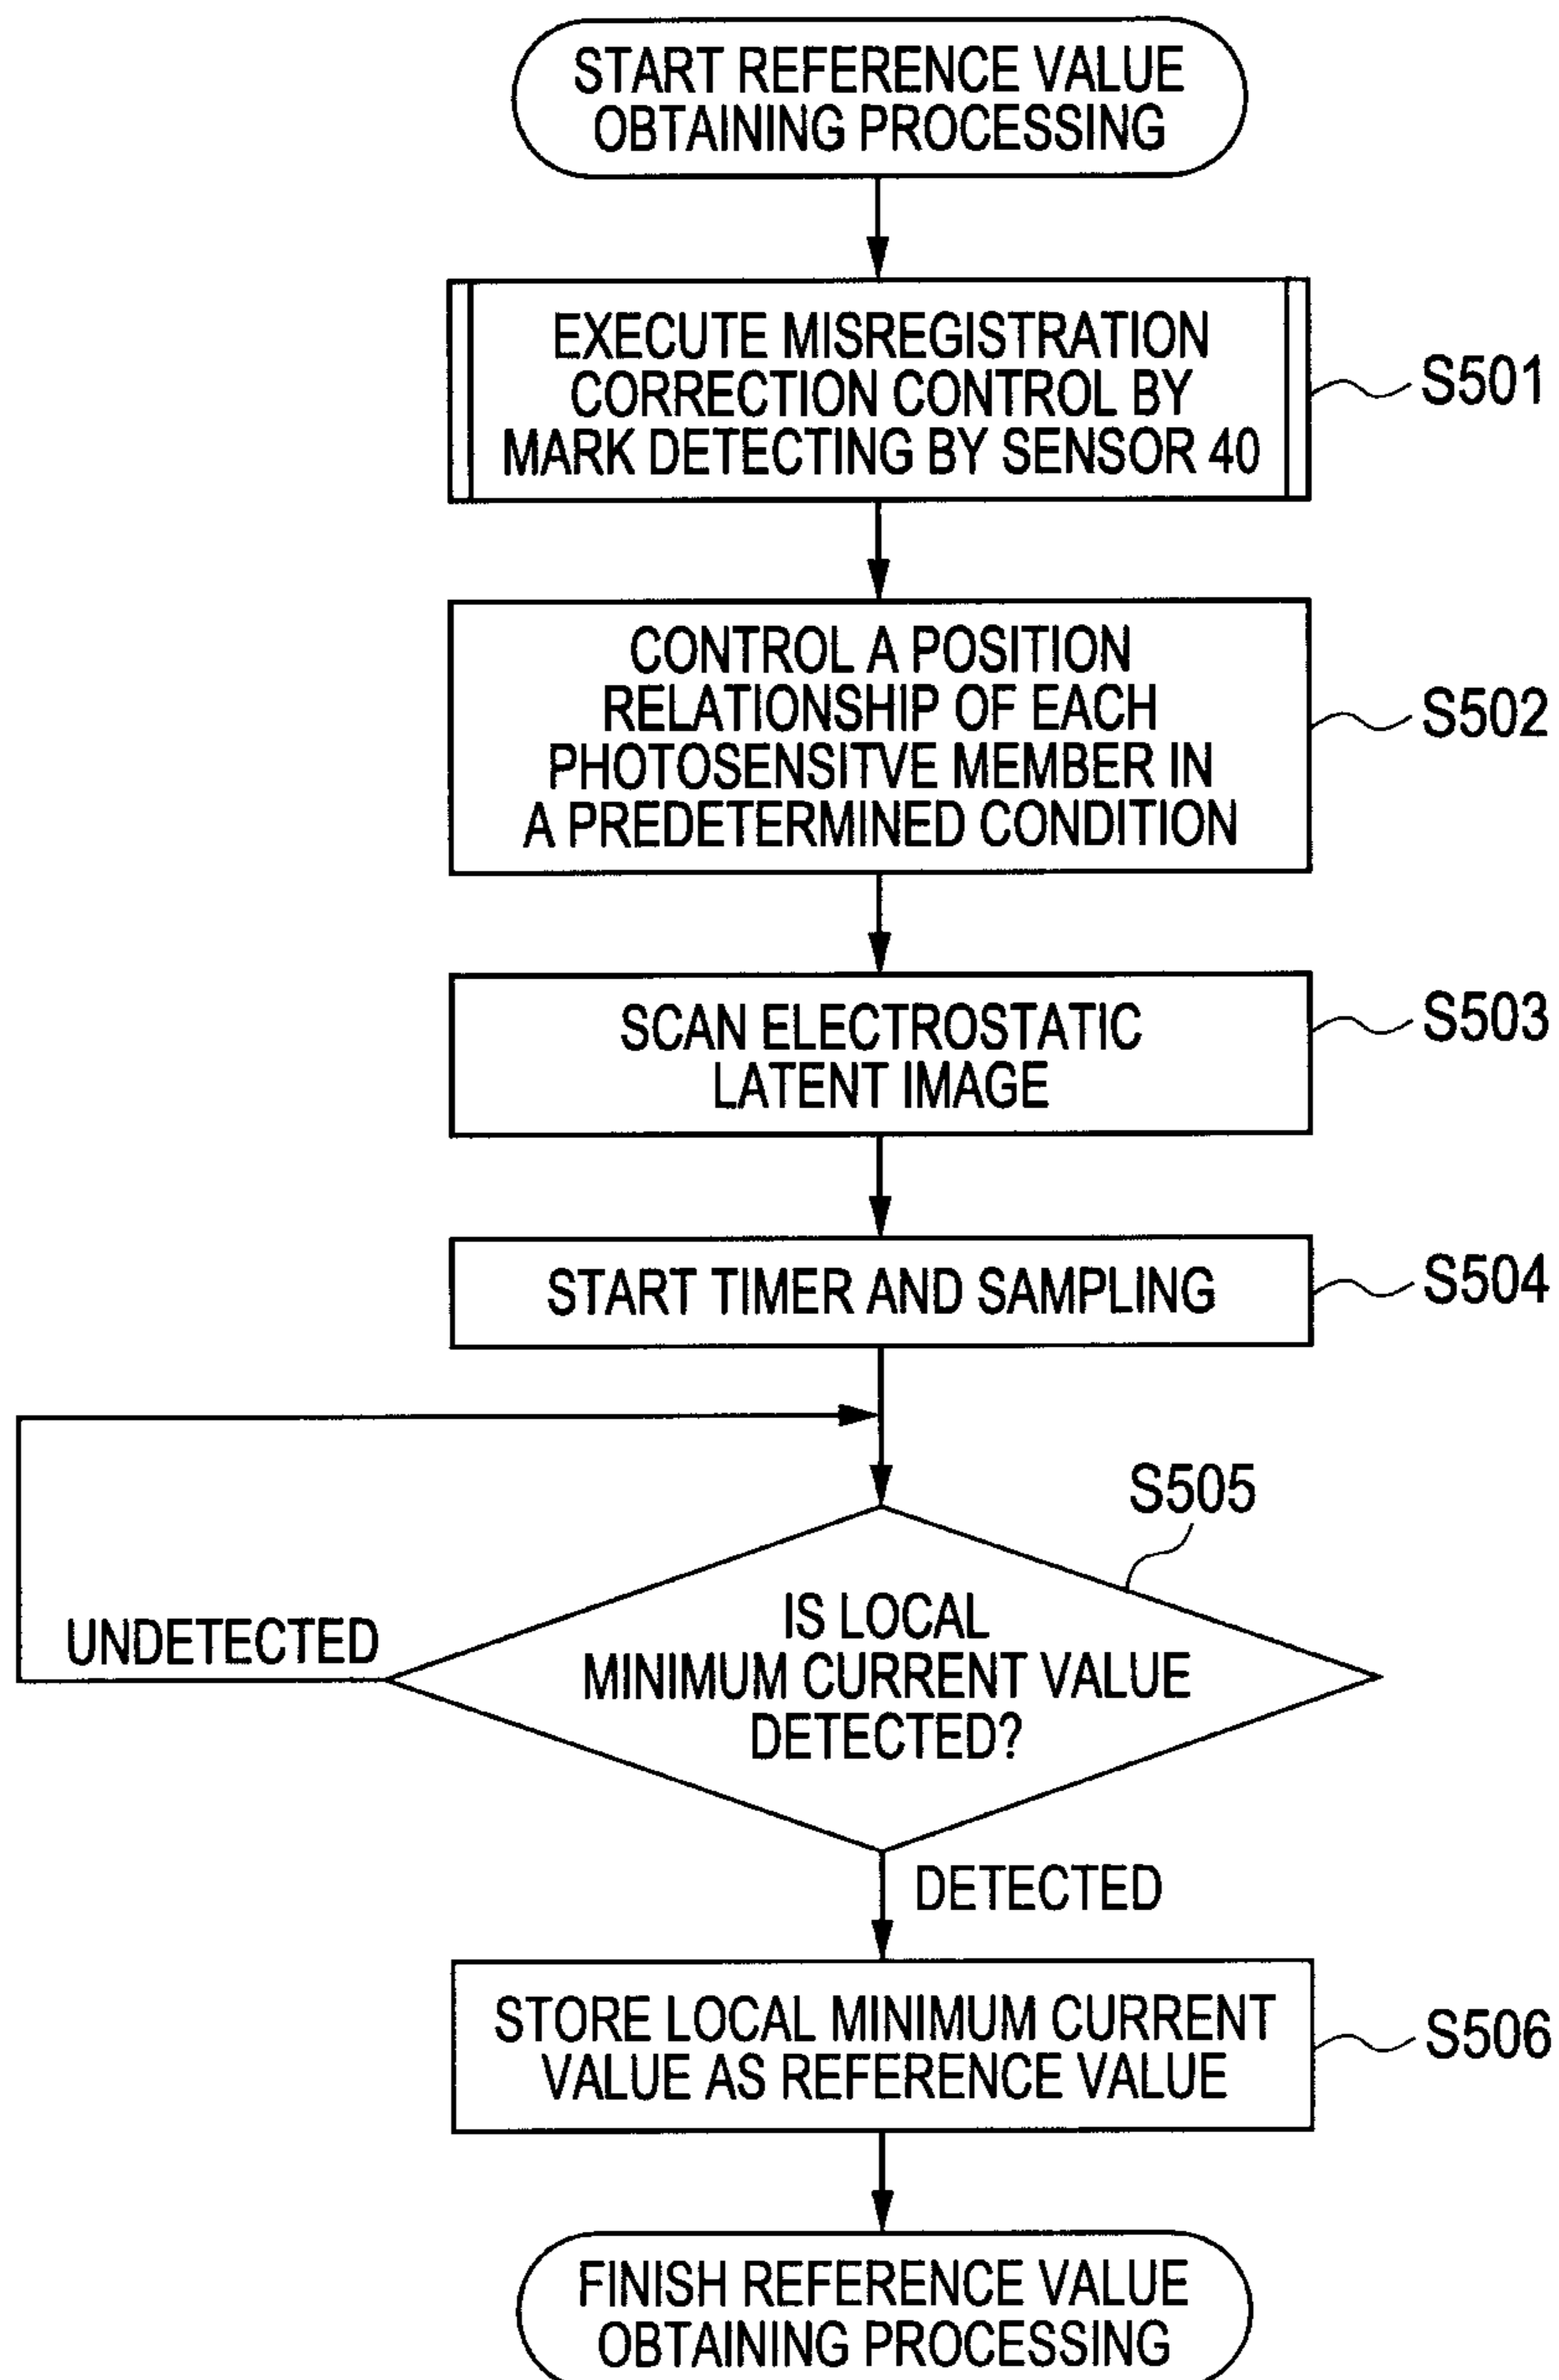 START REFERENCE VALUE
OBTAINING PROCESSING
EXECUTE MISREGISTRATION
CORRECTION CONTROL BY
MARK DETECTING BY SENSOR 40
S501
CONTROL A POSITION
RELATIONSHIP OF EACH
PHOTOSENSITVE MEMBER IN
A PREDETERMINED CONDITION
S502
SCAN ELECTROSTATIC
LATENT IMAGE
S503
START TIMER AND SAMPLING
S504
S505
IS LOCAL
MINIMUM CURRENT VALUE
DETECTED?
UNDETECTED
DETECTED
STORE LOCAL MINIMUM CURRENT
VALUE AS REFERENCE VALUE
S506
FINISH REFERENCE VALUE
OBTAINING PROCESSING